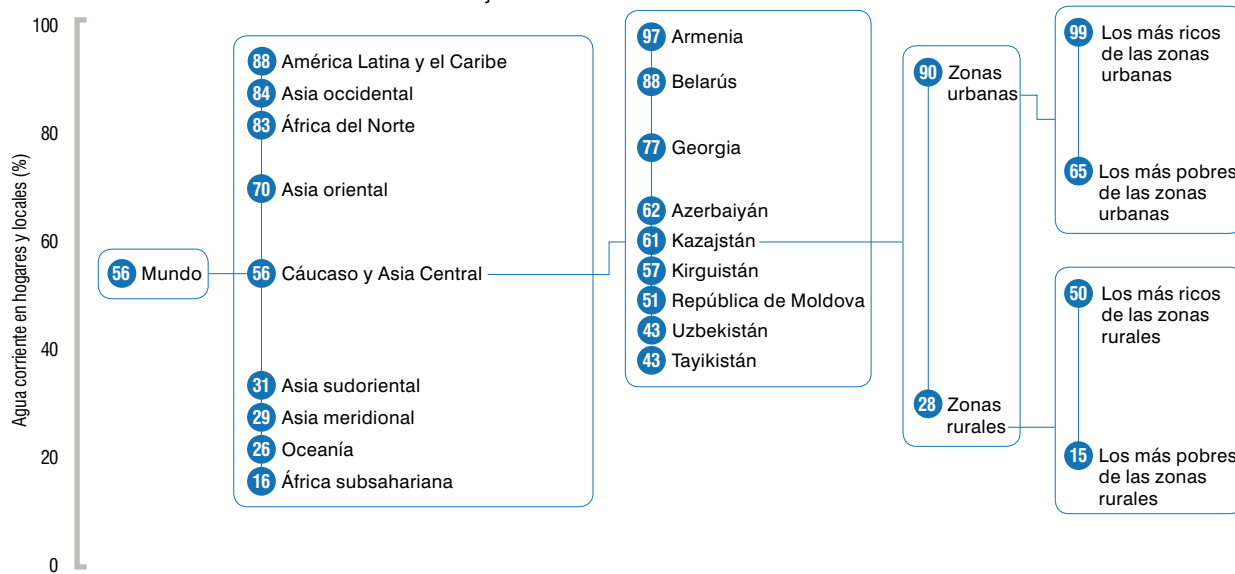 Agua corriente en hogares y locales (%)
100
80
60
40
20
0
56 Mundo
88 América Latina y el Caribe
84 Asia occidental
83 África del Norte
70 Asia oriental
56 Cáucaso y Asia Central
31 Asia sudoriental
29 Asia meridional
26 Oceanía
16 África subsahariana
97 Armenia
88 Belarús
77 Georgia
62 Azerbaiyán
61 Kazajstán
57 Kirguistán
51 República de Moldova
43 Uzbekistán
43 Tayikistán
90 Zonas
urbanas
28 Zonas
rurales
99 Los más ricos
de las zonas
urbanas
65 Los más pobres
de las zonas
urbanas
50 Los más ricos
de las zonas
rurales
15 Los más pobres
de las zonas
rurales